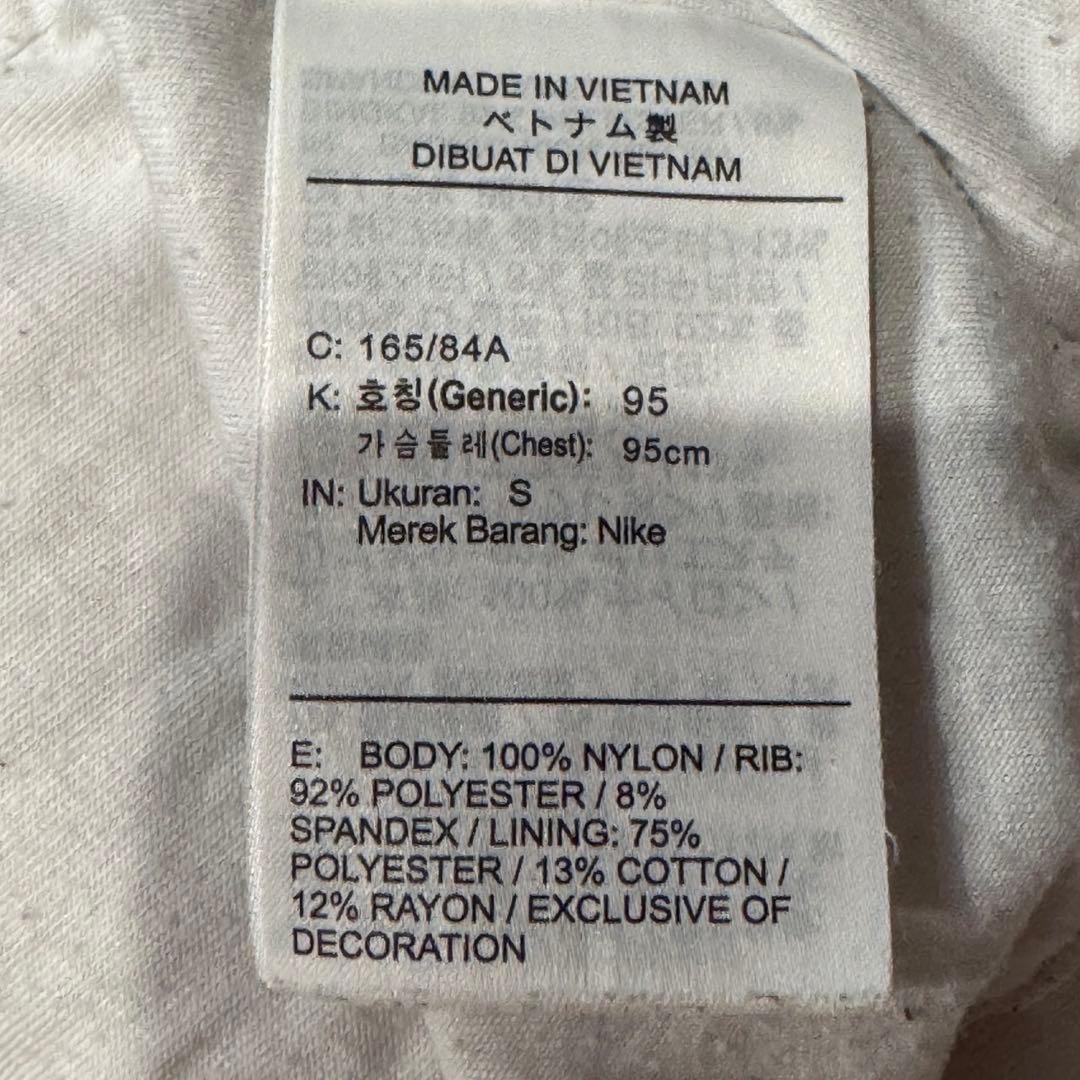 MADE IN VIETNAM
ベトナム製
DIBUAT DI VIETNAM
C: 165/84A
K: 호칭(Generic): 95
가슴둘레(Chest): 95cm
IN: Ukuran: S
Merek Barang: Nike
E: BODY: 100% NYLON / RIB:
92% POLYESTER / 8%
SPANDEX / LINING: 75%
POLYESTER / 13% COTTON /
12% RAYON / EXCLUSIVE OF
DECORATION